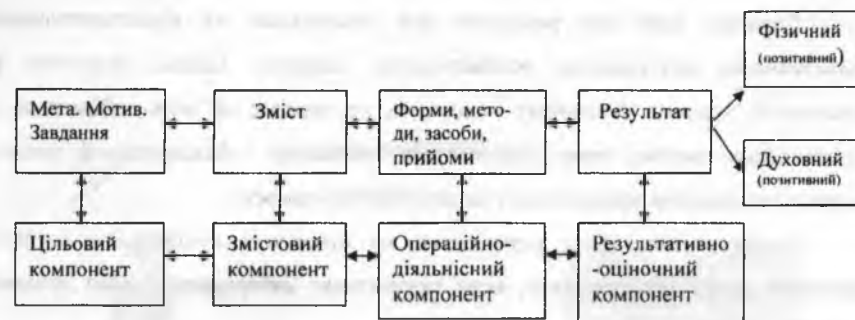 Фізичний
(позитивний)
Мета. Мотив.
Завдання
Зміст
Форми, мето-
ди, засоби,
прийоми
Результат
Духовний
(позитивний)
Цільовий
компонент
Змістовий
компонент
Операційно-
діяльнісний
компонент
Результативно
-оціночний
компонент